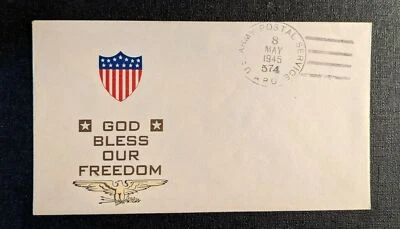 GOD
BLESS
OUR
FREEDOM
U.S. ARMY POSTAL SERVICE
8
MAY
1945
574
A.P.O.